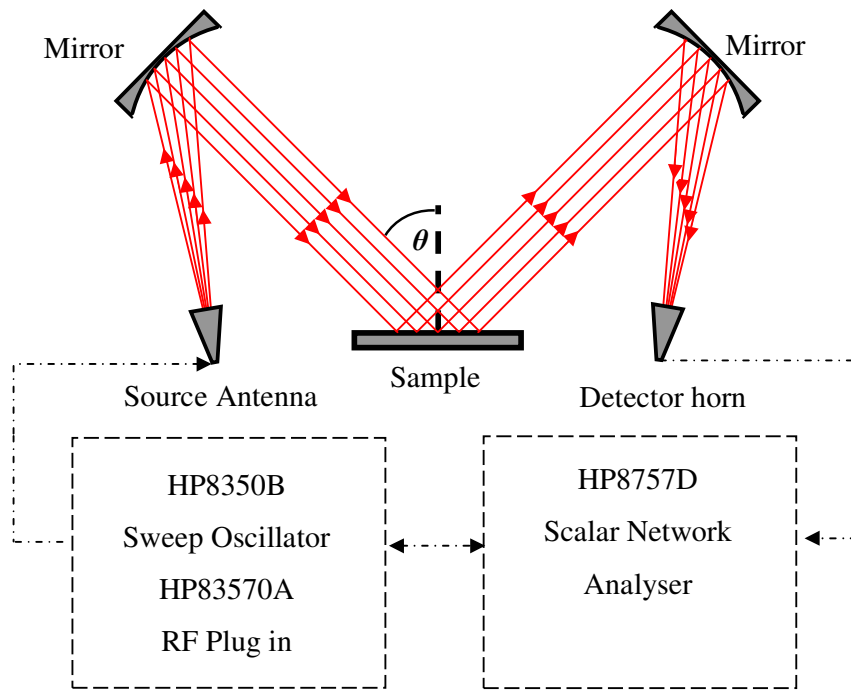 Mirror
Mirror
θ
Sample
Source Antenna
Detector horn
HP8350B
Sweep Oscillator
HP83570A
RF Plug in
HP8757D
Scalar Network
Analyser